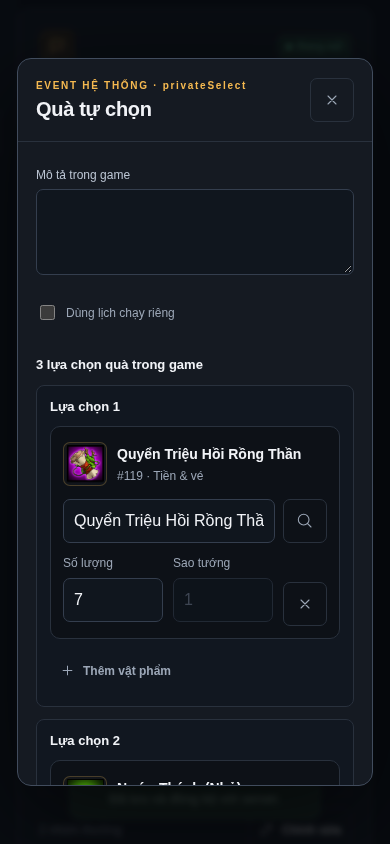 EVENT HỆ THỐNG · privateSelect
Quà tự chọn
Mô tả trong game
Dùng lịch chạy riêng
3 lựa chọn quà trong game
Lựa chọn 1
Quyển Triệu Hồi Rồng Thần
#119 · Tiền & vé
Quyển Triệu Hồi Rồng Thầ
Số lượng
Sao tướng
7
1
Thêm vật phẩm
Lựa chọn 2